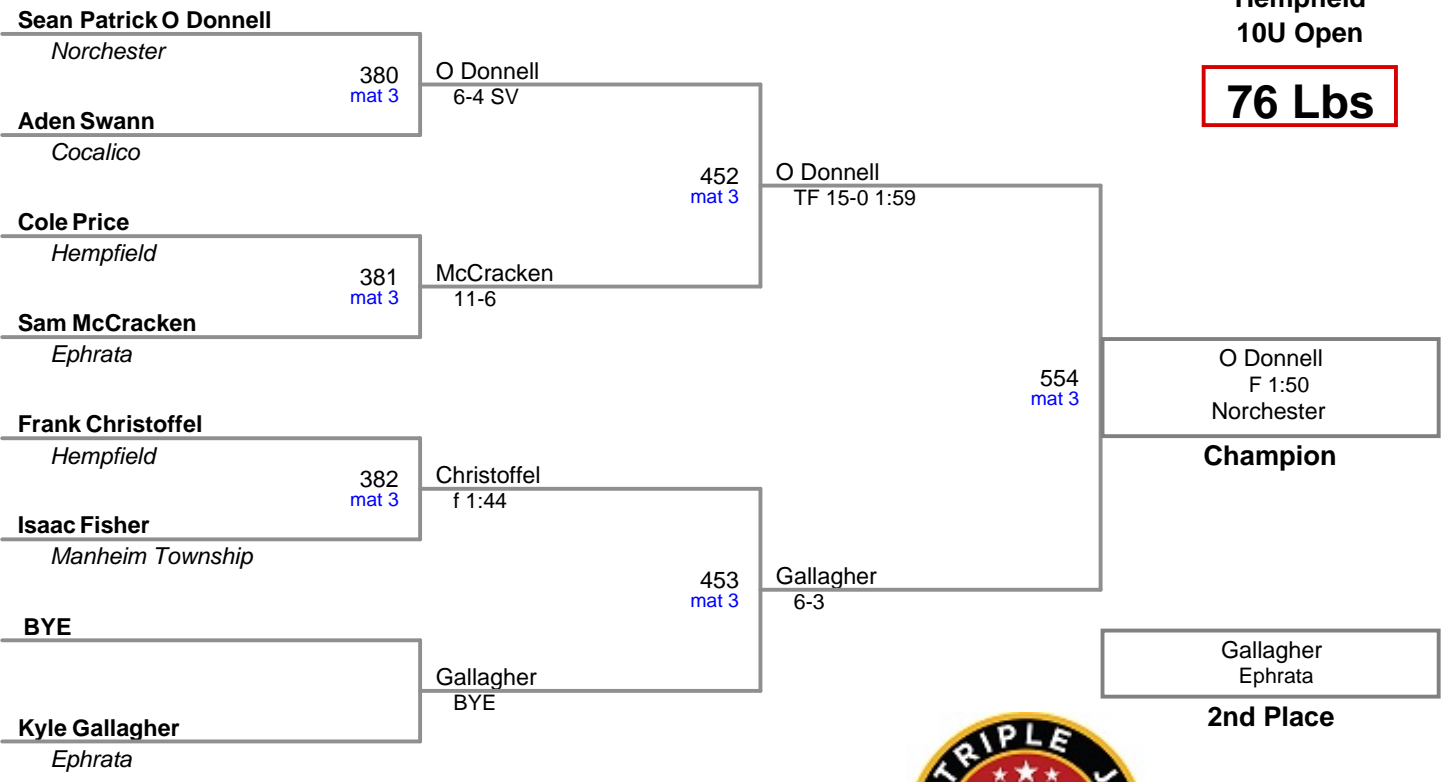 Hempfield
10U Open
76 Lbs
Sean Patrick O Donnell
Norchester
380
mat 3
O Donnell
6-4 SV
Aden Swann
Cocalico
452
mat 3
O Donnell
TF 15-0 1:59
Cole Price
Hempfield
381
mat 3
McCracken
11-6
Sam McCracken
Ephrata
554
mat 3
O Donnell
F 1:50
Norchester
Champion
Frank Christoffel
Hempfield
382
mat 3
Christoffel
f 1:44
Isaac Fisher
Manheim Township
453
mat 3
Gallagher
6-3
BYE
Gallagher
BYE
Kyle Gallagher
Ephrata
Gallagher
Ephrata
2nd Place
TRIPLE J